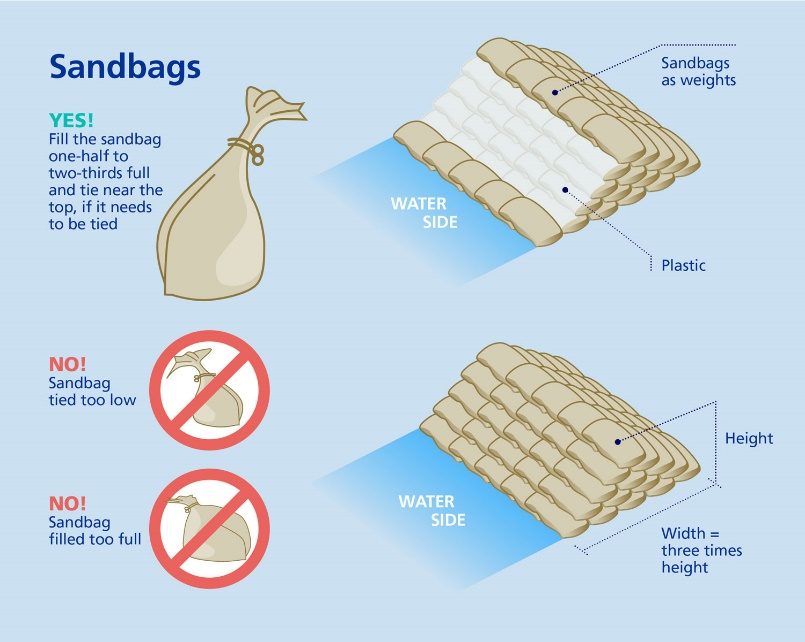 Sandbags
YES!
Fill the sandbag
one-half to
two-thirds full
and tie near the
top, if it needs
to be tied
NO!
Sandbag
tied too low
NO!
Sandbag
filled too full
Sandbags
as weights
WATER
SIDE
Plastic
Height
WATER
SIDE
Width =
three times
height